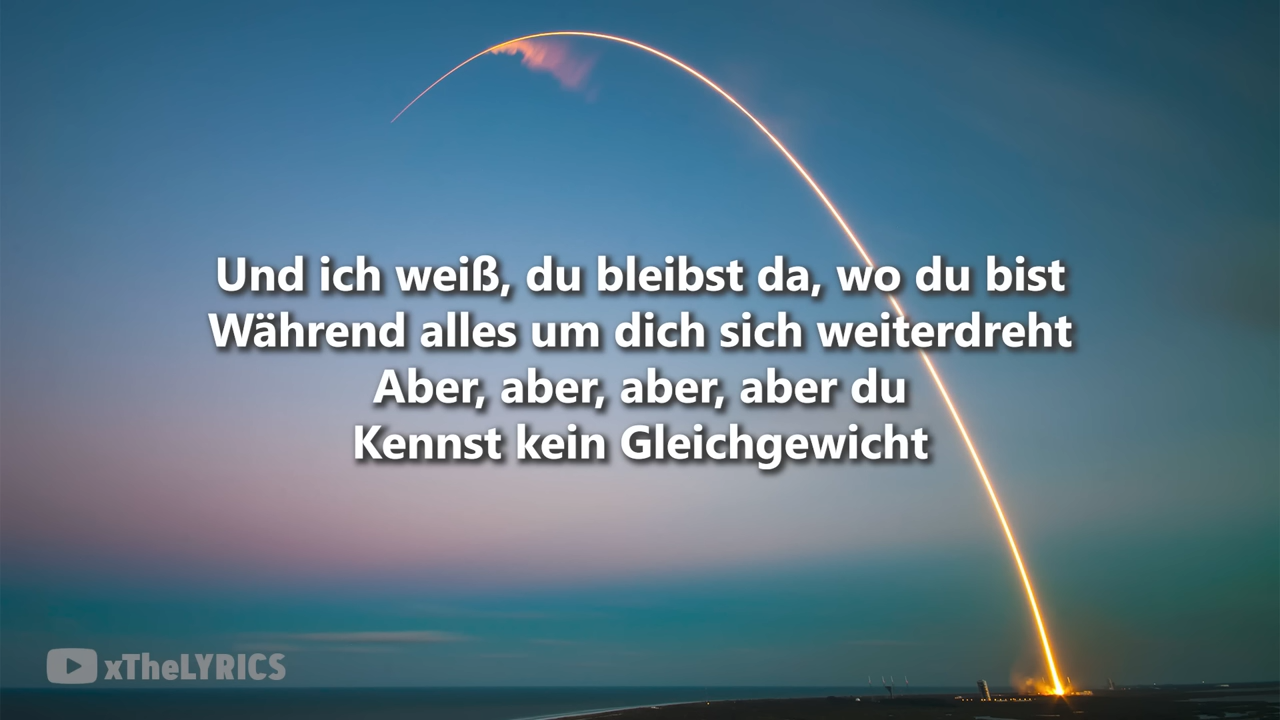 Und ich weiß, du bleibst da, wo du bist
Während alles um dich sich weiterdreht
Aber, aber, aber, aber du
Kennst kein Gleichgewicht
xTheLYRICS